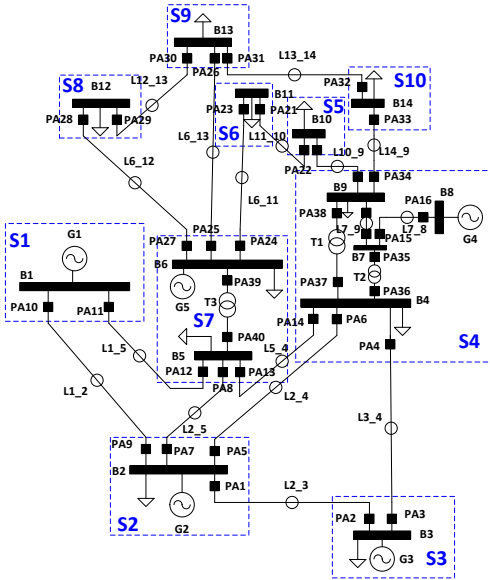 S9
B13
PA30
PA26
PA31
L13_14
L12_13
S8
B12
PA28
PA29
PA32
S10
B14
PA33
B11
PA23
PA21
S6
S5
B10
L6_13
L11_10
PA22
L10_9
L14_9
L6_12
L6_11
PA34
B9
PA38
L7_9
PA16
B8
L7_8
G4
T1
PA15
B7
PA35
T2
S1
G1
B1
PA10
PA11
PA27
PA25
PA24
B6
PA39
G5
T3
S7
PA40
B5
PA12
PA8
PA13
PA37
PA36
B4
PA14
PA6
PA4
S4
L1_5
L5_4
L1_2
L2_4
L2_5
L3_4
PA9
PA7
PA5
B2
PA1
G2
S2
L2_3
PA2
PA3
B3
G3
S3